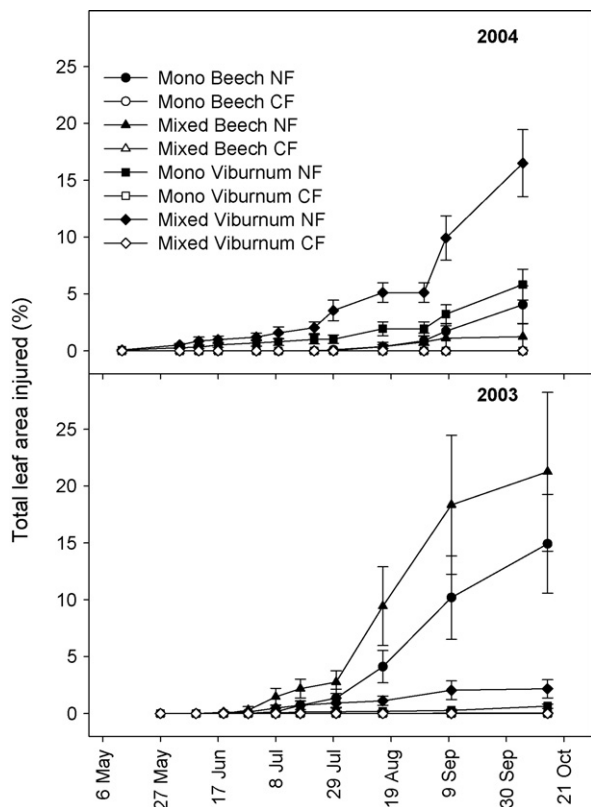 2004
25
20
15
10
5
0
Mono Beech NF
Mono Beech CF
Mixed Beech NF
Mixed Beech CF
Mono Viburnum NF
Mono Viburnum CF
Mixed Viburnum NF
Mixed Viburnum CF
Total leaf area injured (%)
2003
25
20
15
10
5
0
6 May
27 May
17 Jun
8 Jul
29 Jul
19 Aug
9 Sep
30 Sep
21 Oct